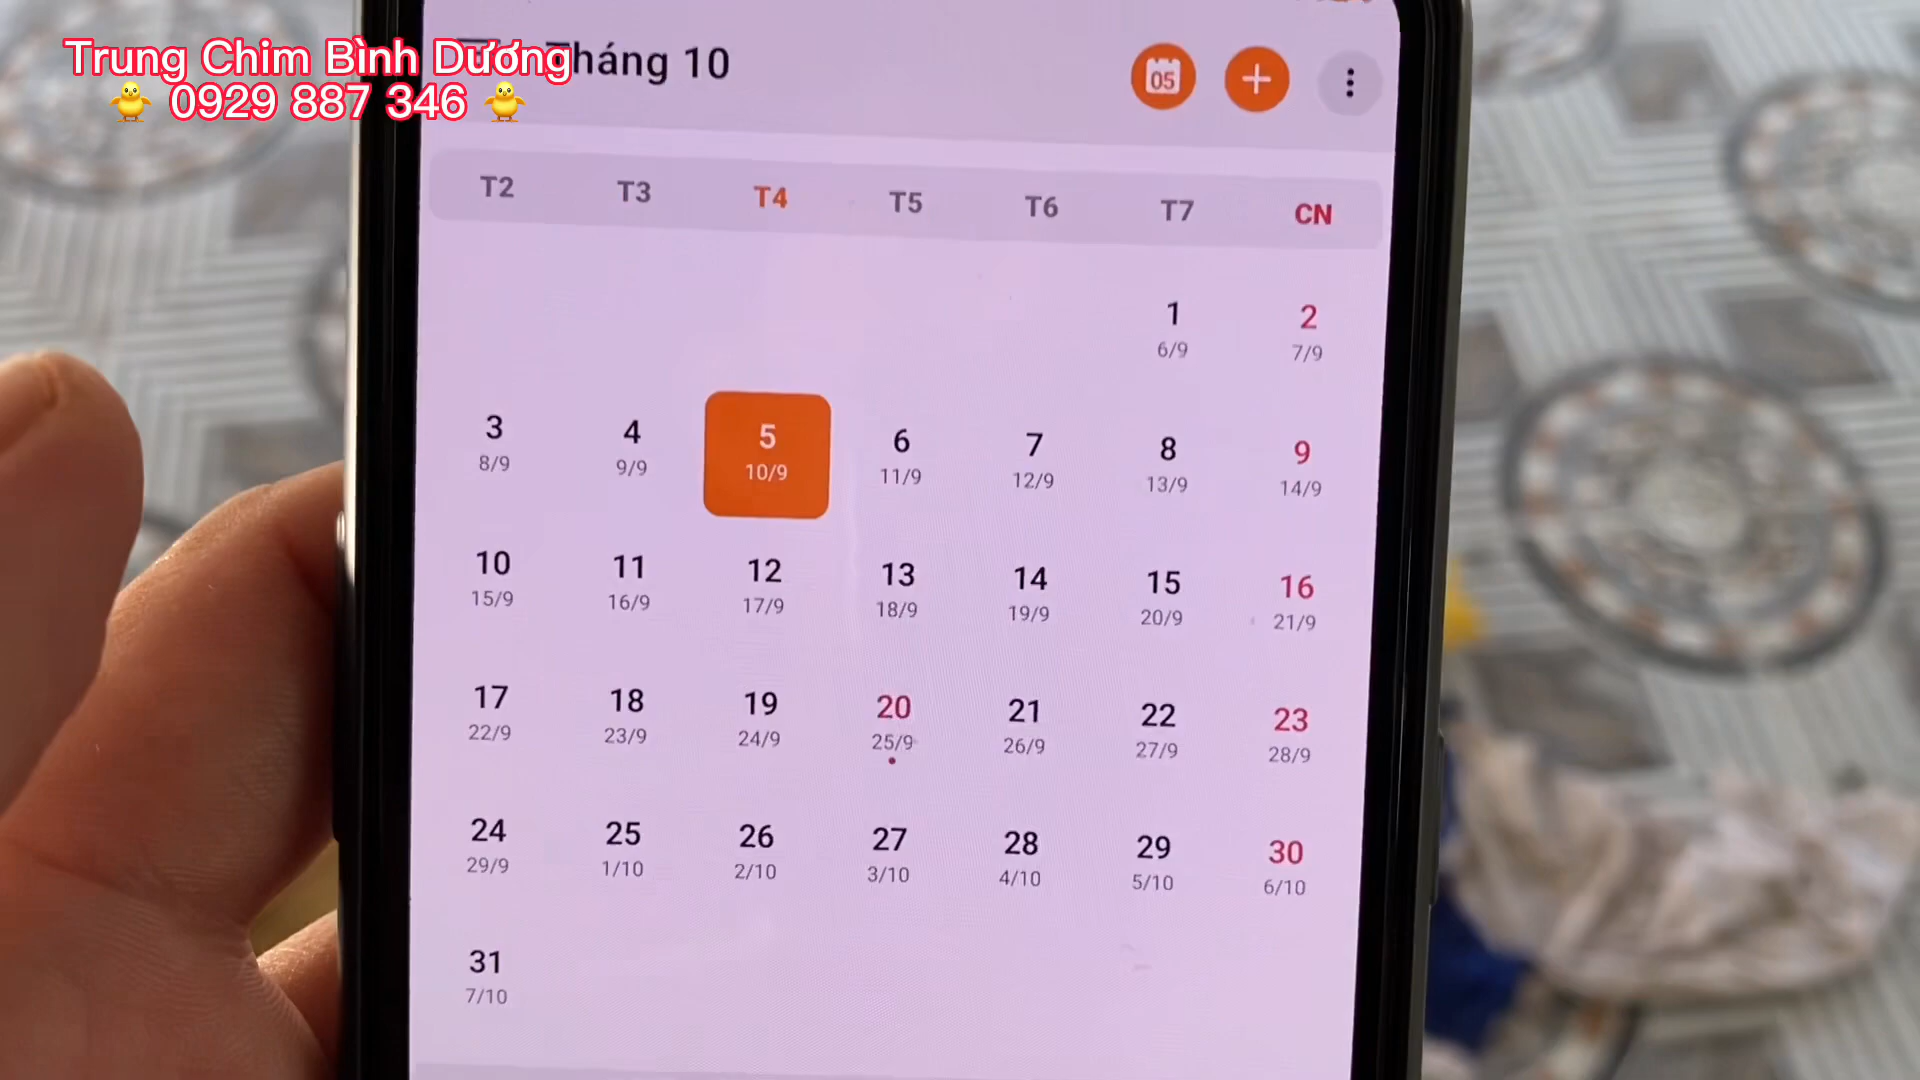 Trung Chim Bình Dương
0929 887 346
Tháng 10
05
T2 T3 T4 T5 T6 T7 CN
1 2
6/9 7/9
3 4 5 6 7 8 9
8/9 9/9 10/9 11/9 12/9 13/9 14/9
10 11 12 13 14 15 16
15/9 16/9 17/9 18/9 19/9 20/9 21/9
17 18 19 20 21 22 23
22/9 23/9 24/9 25/9 26/9 27/9 28/9
24 25 26 27 28 29 30
29/9 1/10 2/10 3/10 4/10 5/10 6/10
31
7/10